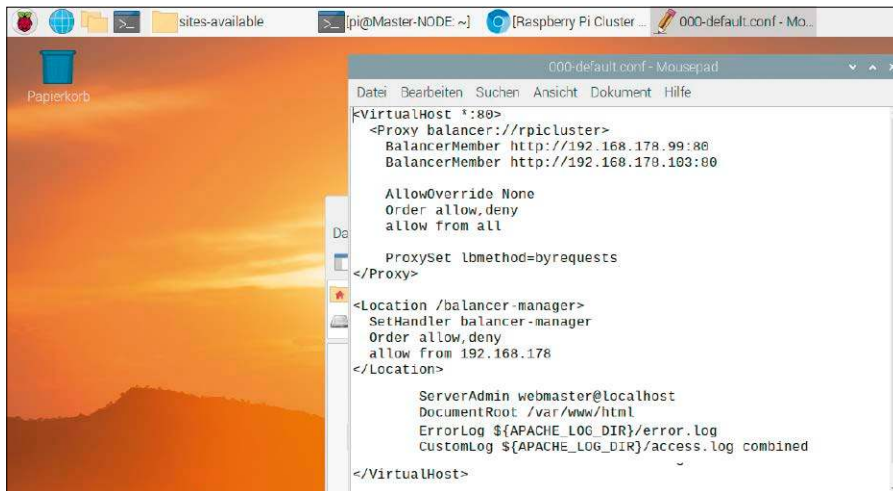 sites-available
[pi@Master-NODE: ~]
[Raspberry Pi Cluster ...
000-default.conf - Mo...
Papierkorb
000-default.conf - Mousepad
Datei Bearbeiten Suchen Ansicht Dokument Hilfe
<VirtualHost *:80>
<Proxy balancer://rpicluster>
BalancerMember http://192.168.178.99:80
BalancerMember http://192.168.178.103:80
AllowOverride None
Order allow,deny
allow from all
Da
ProxySet lbmethod=byrequests
</Proxy>
<Location /balancer-manager>
SetHandler balancer-manager
Order allow,deny
allow from 192.168.178
</Location>
ServerAdmin webmaster@localhost
DocumentRoot /var/www/html
ErrorLog ${APACHE_LOG_DIR}/error.log
CustomLog ${APACHE_LOG_DIR}/access.log combined
</VirtualHost>